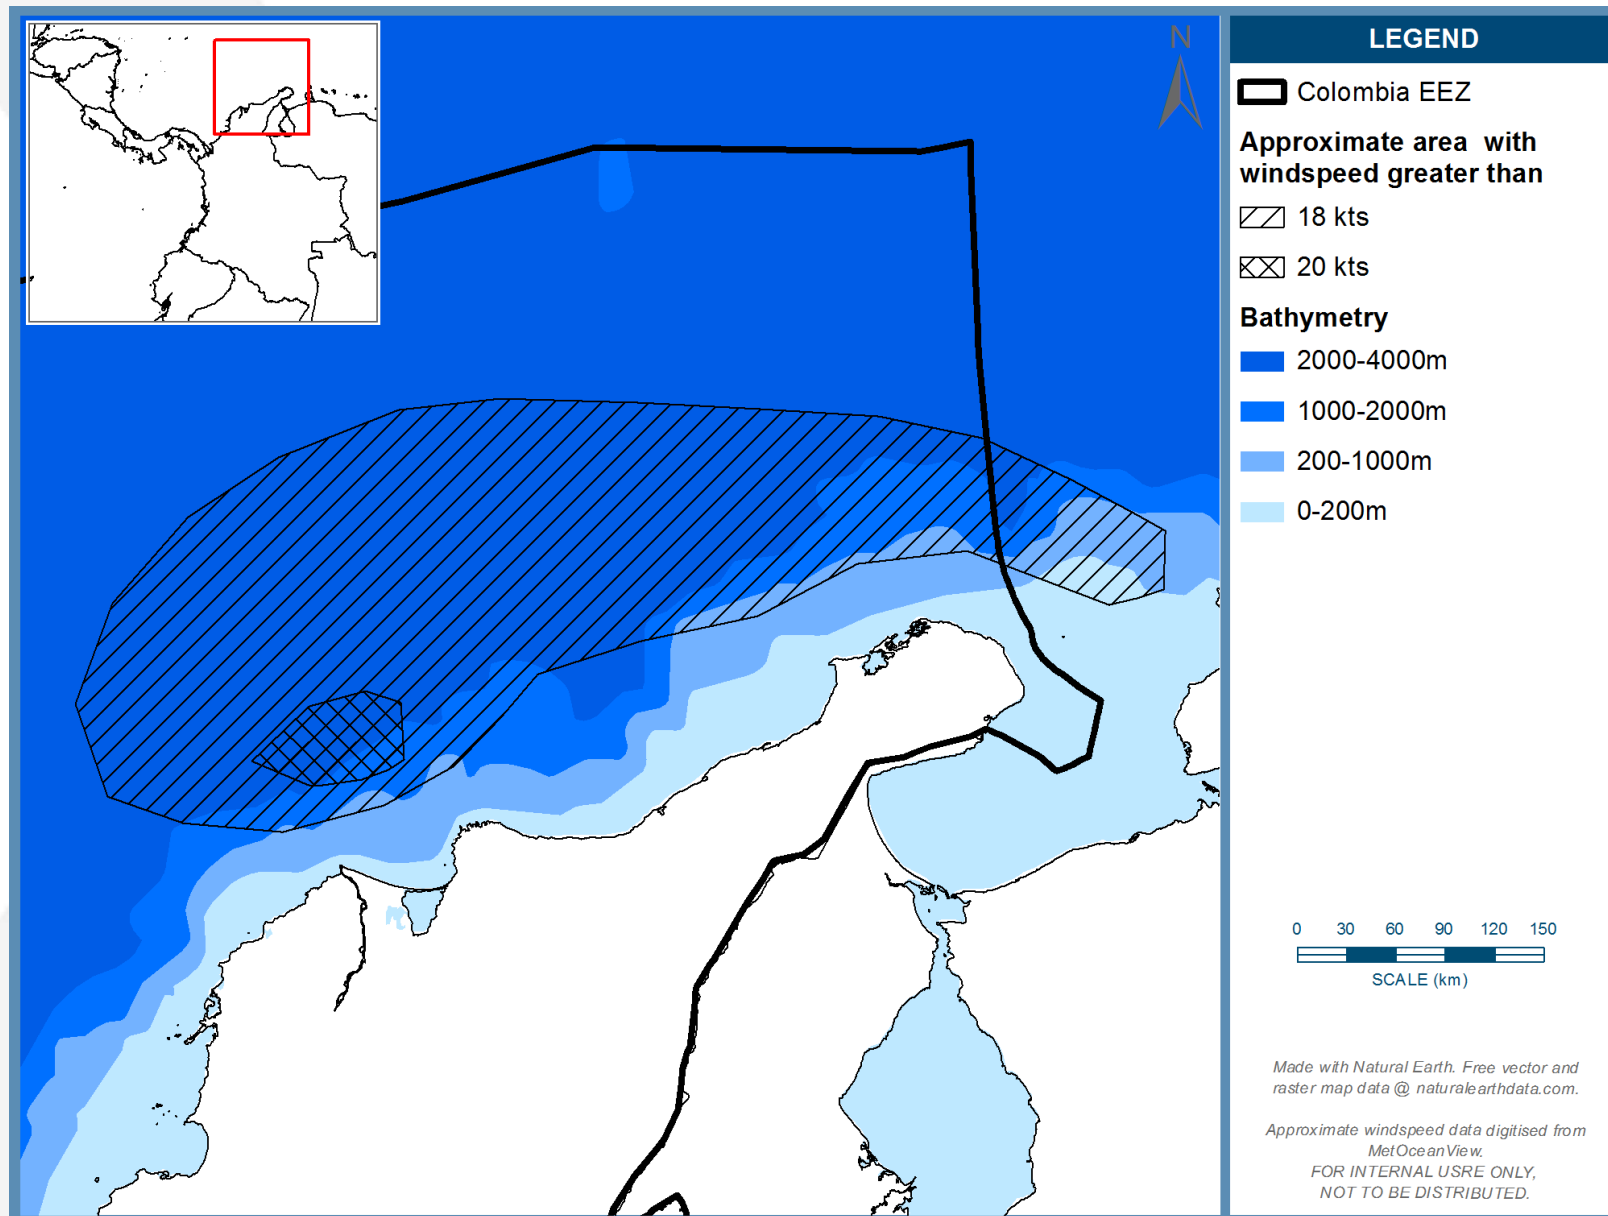 N
LEGEND
Colombia EEZ
Approximate area with
windspeed greater than
18 kts
20 kts
Bathymetry
2000-4000m
1000-2000m
200-1000m
0-200m
0 30 60 90 120 150
SCALE (km)
Made with Natural Earth. Free vector and
raster map data @ naturalearthdata.com.
Approximate windspeed data digitised from
MetOceanView.
FOR INTERNAL USRE ONLY,
NOT TO BE DISTRIBUTED.